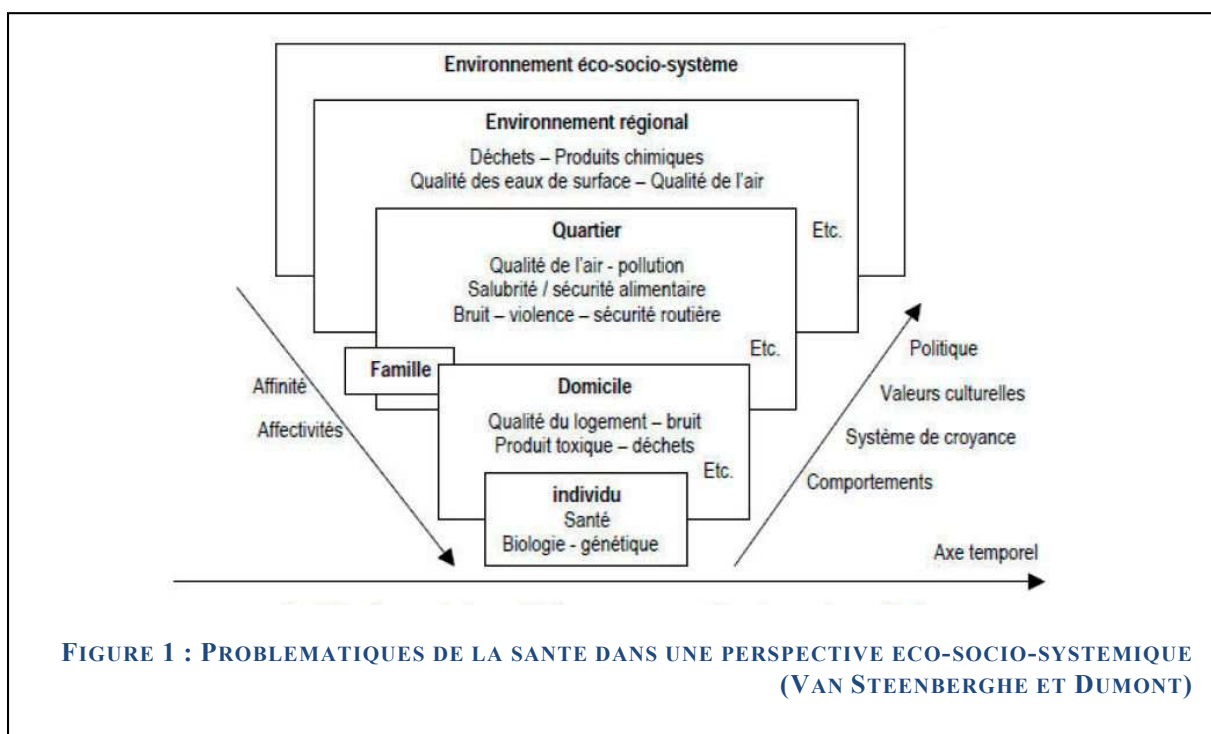 Environnement éco-socio-système
Environnement régional
Déchets – Produits chimiques
Qualité des eaux de surface – Qualité de l'air
Etc.
Quartier
Qualité de l'air - pollution
Salubrité / sécurité alimentaire
Bruit – violence – sécurité routière
Etc.
Famille
Domicile
Qualité du logement – bruit
Produit toxique – déchets
Etc.
individu
Santé
Biologie - génétique
Affinité
Affectivités
Politique
Valeurs culturelles
Système de croyance
Comportements
Axe temporel
FIGURE 1 : PROBLEMATIQUES DE LA SANTE DANS UNE PERSPECTIVE ECO-SOCIO-SYSTEMIQUE
(VAN STEENBERGHE ET DUMONT)